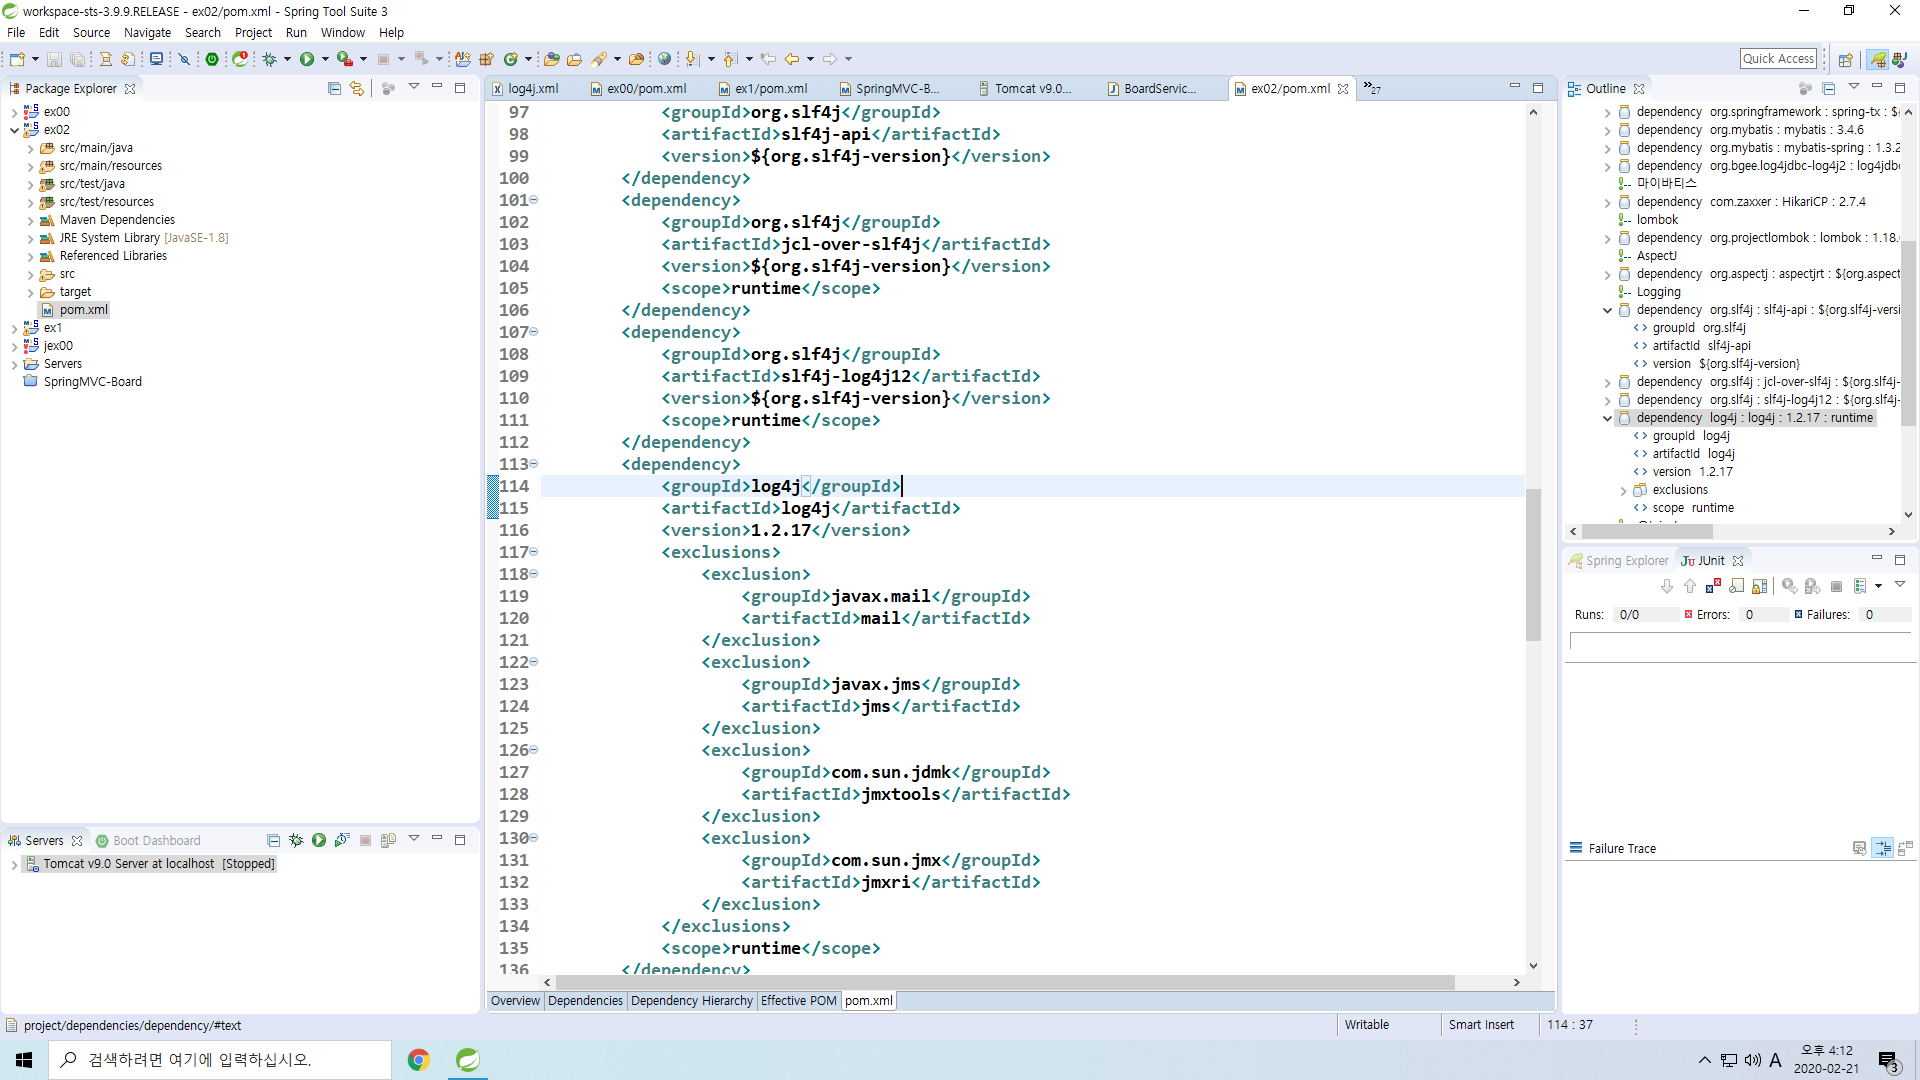 workspace-sts-3.9.9.RELEASE - ex02/pom.xml - Spring Tool Suite 3
File Edit Source Navigate Search Project Run Window Help
Quick Access
Package Explorer
ex00
ex02
src/main/java
src/main/resources
src/test/java
src/test/resources
Maven Dependencies
JRE System Library [JavaSE-1.8]
Referenced Libraries
src
target
pom.xml
ex1
jex00
Servers
SpringMVC-Board
Servers Boot Dashboard
Tomcat v9.0 Server at localhost [Stopped]
log4j.xml ex00/pom.xml ex1/pom.xml SpringMVC-B... Tomcat v9.0... BoardServic... ex02/pom.xml »27
97 <groupId>org.slf4j</groupId>
98 <artifactId>slf4j-api</artifactId>
99 <version>${org.slf4j-version}</version>
100 </dependency>
101 <dependency>
102 <groupId>org.slf4j</groupId>
103 <artifactId>jcl-over-slf4j</artifactId>
104 <version>${org.slf4j-version}</version>
105 <scope>runtime</scope>
106 </dependency>
107 <dependency>
108 <groupId>org.slf4j</groupId>
109 <artifactId>slf4j-log4j12</artifactId>
110 <version>${org.slf4j-version}</version>
111 <scope>runtime</scope>
112 </dependency>
113 <dependency>
114 <groupId>log4j</groupId>
115 <artifactId>log4j</artifactId>
116 <version>1.2.17</version>
117 <exclusions>
118 <exclusion>
119 <groupId>javax.mail</groupId>
120 <artifactId>mail</artifactId>
121 </exclusion>
122 <exclusion>
123 <groupId>javax.jms</groupId>
124 <artifactId>jms</artifactId>
125 </exclusion>
126 <exclusion>
127 <groupId>com.sun.jdmk</groupId>
128 <artifactId>jmxtools</artifactId>
129 </exclusion>
130 <exclusion>
131 <groupId>com.sun.jmx</groupId>
132 <artifactId>jmxri</artifactId>
133 </exclusion>
134 </exclusions>
135 <scope>runtime</scope>
136 </dependency>
Overview Dependencies Dependency Hierarchy Effective POM pom.xml
Outline
dependency org.springframework : spring-tx : $
dependency org.mybatis : mybatis : 3.4.6
dependency org.mybatis : mybatis-spring : 1.3.2
dependency org.bgee.log4jdbc-log4j2 : log4jdbc
마이바티스
dependency com.zaxxer : HikariCP : 2.7.4
lombok
dependency org.projectlombok : lombok : 1.18.
AspectJ
dependency org.aspectj : aspectjrt : ${org.aspect
Logging
dependency org.slf4j : slf4j-api : ${org.slf4j-versi
groupId org.slf4j
artifactId slf4j-api
version ${org.slf4j-version}
dependency org.slf4j : jcl-over-slf4j : ${org.slf4j-
dependency org.slf4j : slf4j-log4j12 : ${org.slf4j-
dependency log4j : log4j : 1.2.17 : runtime
groupId log4j
artifactId log4j
version 1.2.17
exclusions
scope runtime
Spring Explorer JUnit
Runs: 0/0 Errors: 0 Failures: 0
Failure Trace
project/dependencies/dependency/#text
Writable Smart Insert 114 : 37
검색하려면 여기에 입력하십시오.
A
오후 4:12
2020-02-21
3